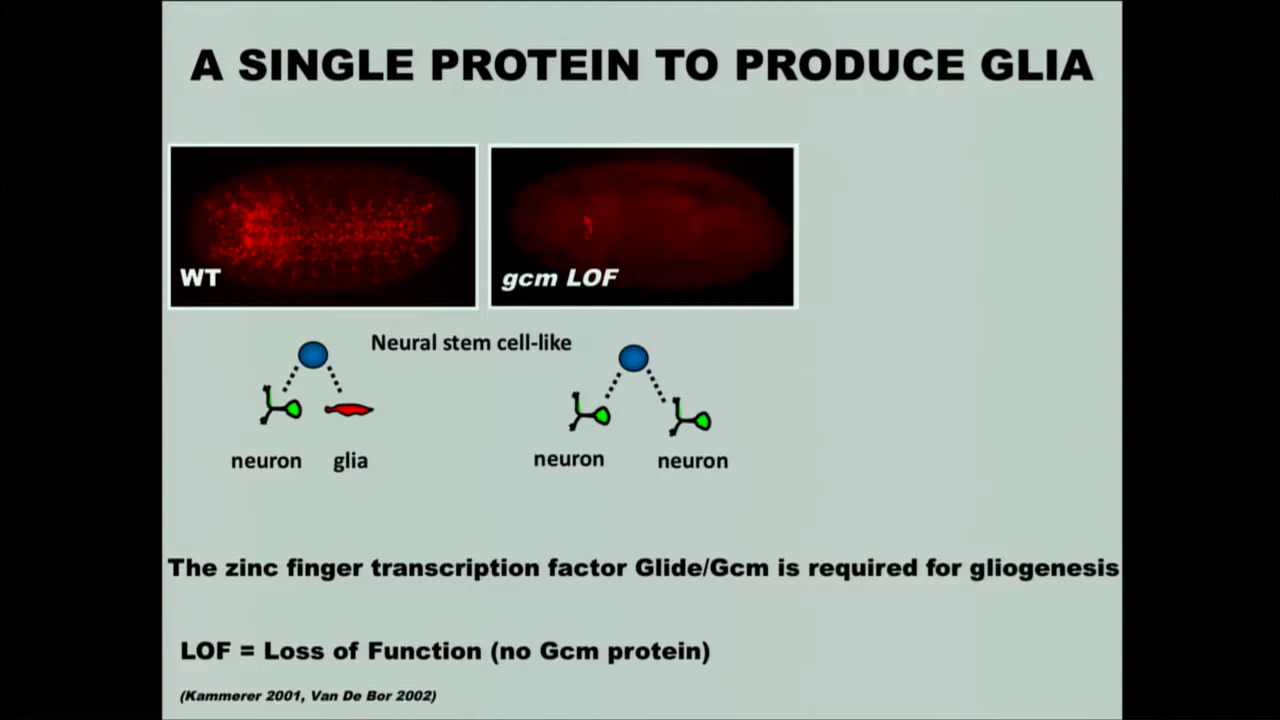 A SINGLE PROTEIN TO PRODUCE GLIA
WT
gcm LOF
Neural stem cell-like
neuron glia
neuron neuron
The zinc finger transcription factor Glide/Gcm is required for gliogenesis
LOF = Loss of Function (no Gcm protein)
(Kammerer 2001, Van De Bor 2002)